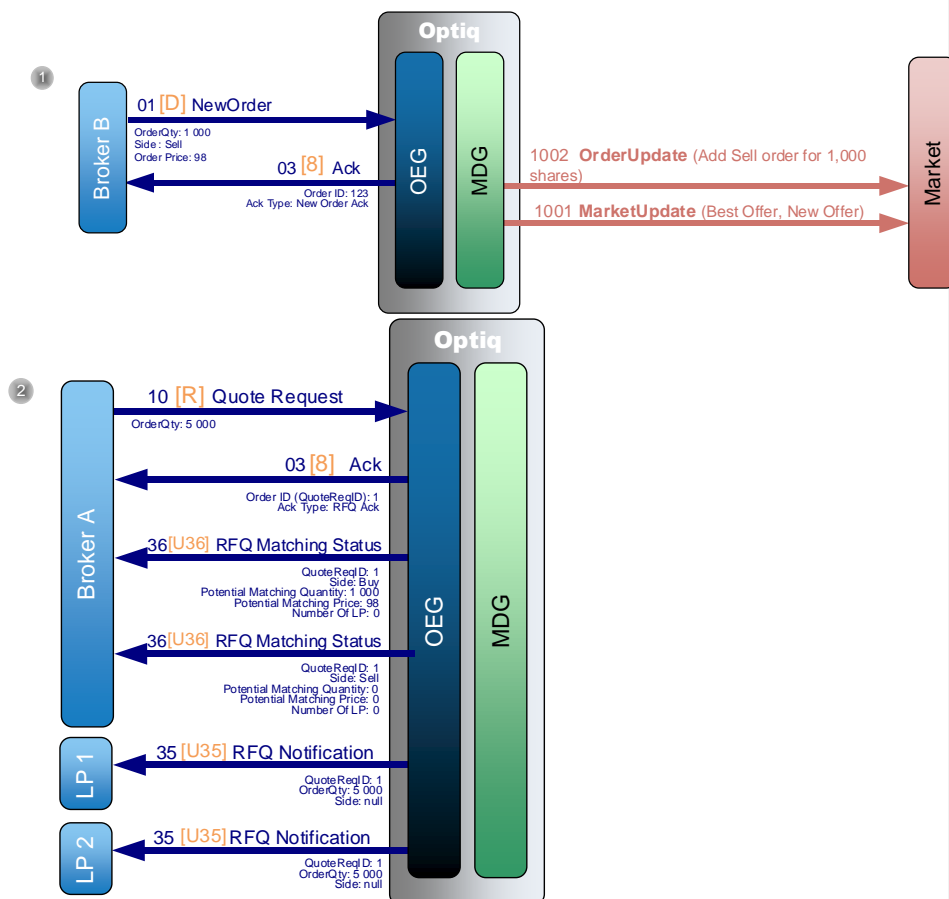 Optiq
1
Broker B
01 [D] NewOrder
OrderQty: 1 000
Side : Sell
Order Price: 98
03 [8] Ack
Order ID: 123
Ack Type: New Order Ack
OEG
MDG
1002 OrderUpdate (Add Sell order for 1,000
shares)
1001 MarketUpdate (Best Offer, New Offer)
Market
Optiq
2
Broker A
10 [R] Quote Request
OrderQty: 5 000
03 [8] Ack
Order ID (QuoteReqID): 1
Ack Type: RFQ Ack
36 [U36] RFQ Matching Status
QuoteReqID: 1
Side: Buy
Potential Matching Quantity: 1 000
Potential Matching Price: 98
Number Of LP: 0
36 [U36] RFQ Matching Status
QuoteReqID: 1
Side: Sell
Potential Matching Quantity: 0
Potential Matching Price: 0
Number Of LP: 0
OEG
MDG
LP 1
35 [U35] RFQ Notification
QuoteReqID: 1
OrderQty: 5 000
Side: null
LP 2
35 [U35] RFQ Notification
QuoteReqID: 1
OrderQty: 5 000
Side: null